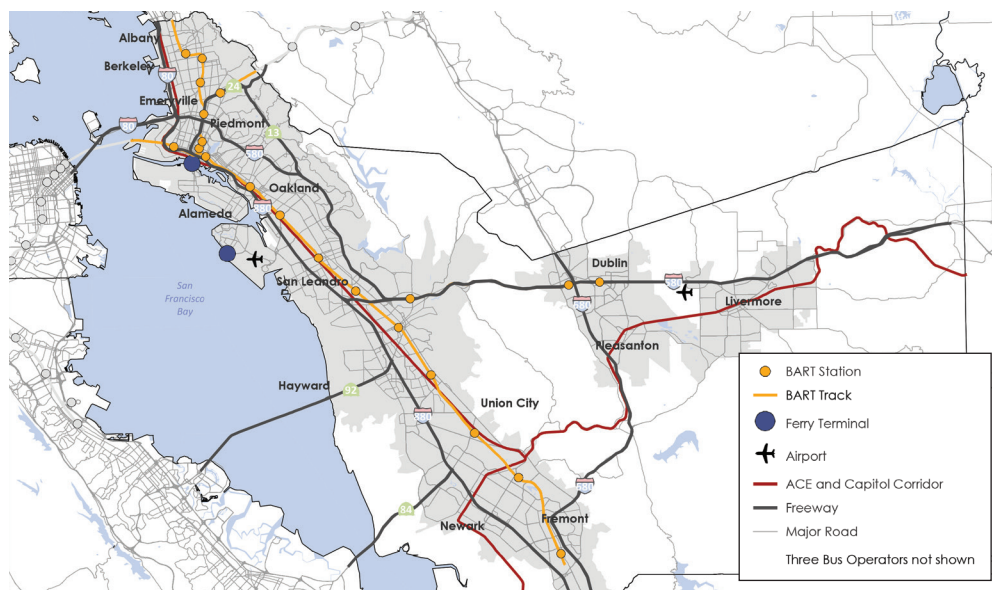 Albany
Berkeley
Emeryville
24
Piedmont
13
Oakland
Alameda
San Leandro
San
Francisco
Bay
Dublin
Livermore
Pleasanton
Hayward
92
Union City
84
Newark
Fremont
680
BART Station
BART Track
Ferry Terminal
Airport
ACE and Capitol Corridor
Freeway
Major Road
Three Bus Operators not shown